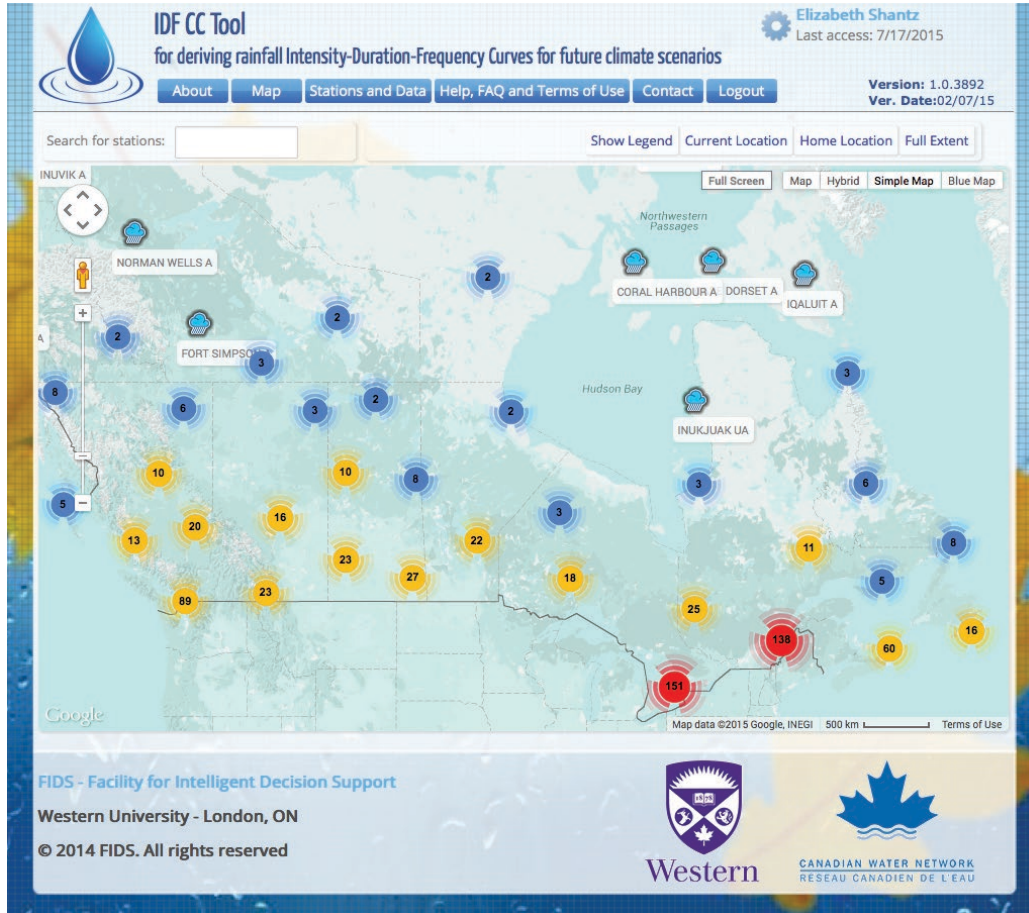 IDF CC Tool
for deriving rainfall Intensity-Duration-Frequency Curves for future climate scenarios
Elizabeth Shantz
Last access: 7/17/2015
About
Map
Stations and Data
Help, FAQ and Terms of Use
Contact
Logout
Version: 1.0.3892
Ver. Date:02/07/15
Search for stations:
Show Legend
Current Location
Home Location
Full Extent
INUVIK A
Full Screen
Map
Hybrid
Simple Map
Blue Map
Northwestern
Passages
NORMAN WELLS A
2
CORAL HARBOUR A
DORSET A
IQALUIT A
2
2
A
FORT SIMPSO
3
3
Hudson Bay
8
6
3
2
2
INUKJUAK UA
10
10
8
3
6
5
13
20
16
22
3
11
8
23
27
18
5
89
23
25
138
60
16
151
Google
Map data ©2015 Google, INEGI
500 km
Terms of Use
FIDS - Facility for Intelligent Decision Support
Western University - London, ON
© 2014 FIDS. All rights reserved
Western
CANADIAN WATER NETWORK
RÉSEAU CANADIEN DE L'EAU